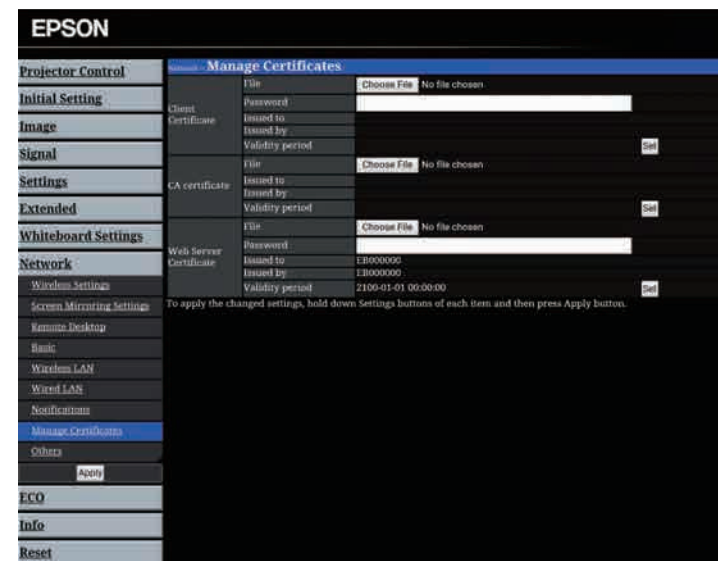 EPSON
Projector Control
Initial Setting
Image
Signal
Settings
Extended
Whiteboard Settings
Network
Wireless Settings
Screen Mirroring Settings
Remote Desktop
Basic
Wireless LAN
Wired LAN
Notifications
Manage Certificates
Others
Apply
ECO
Info
Reset
Manage Certificates
Client Certificate
File Choose File No file chosen
Password
Issued to
Issued by
Validity period Set
CA certificate
File Choose File No file chosen
Issued to
Issued by
Validity period Set
Web Server Certificate
File Choose File No file chosen
Password
Issued to EB000000
Issued by EB000000
Validity period 2100-01-01 00:00:00 Set
To apply the changed settings, hold down Settings buttons of each item and then press Apply button.